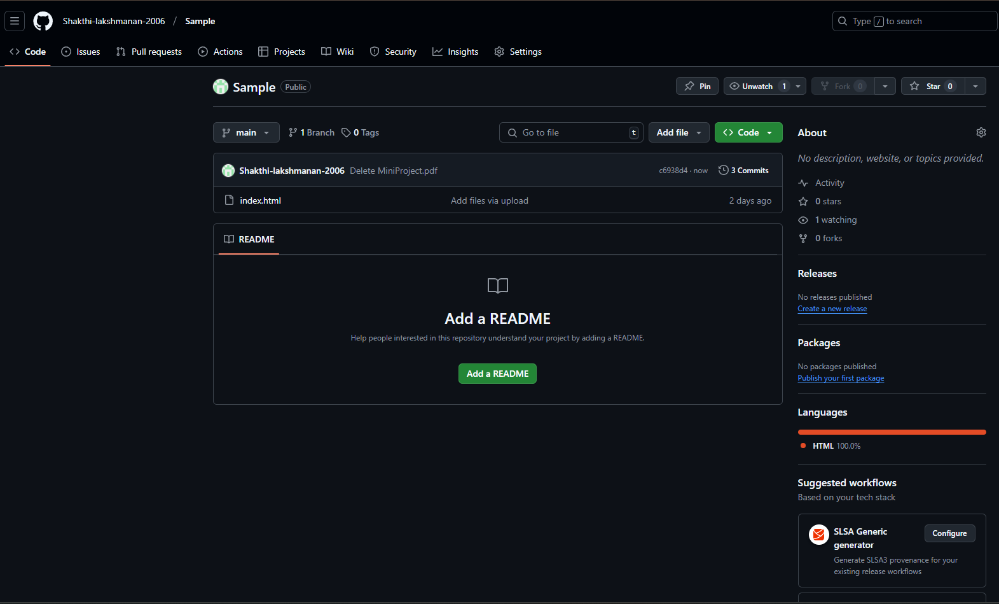 Shakthi-lakshmanan-2006 / Sample
Type / to search
Code Issues Pull requests Actions Projects Wiki Security Insights Settings
Sample Public
Pin Unwatch 1 Fork 0 Star 0
main 1 Branch 0 Tags
Go to file t Add file Code
Shakthi-lakshmanan-2006 Delete MiniProject.pdf c6938d4 · now 3 Commits
index.html Add files via upload 2 days ago
README
Add a README
Help people interested in this repository understand your project by adding a README.
Add a README
About
No description, website, or topics provided.
Activity
0 stars
1 watching
0 forks
Releases
No releases published
Create a new release
Packages
No packages published
Publish your first package
Languages
HTML 100.0%
Suggested workflows
Based on your tech stack
SLSA Generic
generator
Configure
Generate SLSA3 provenance for your
existing release workflows